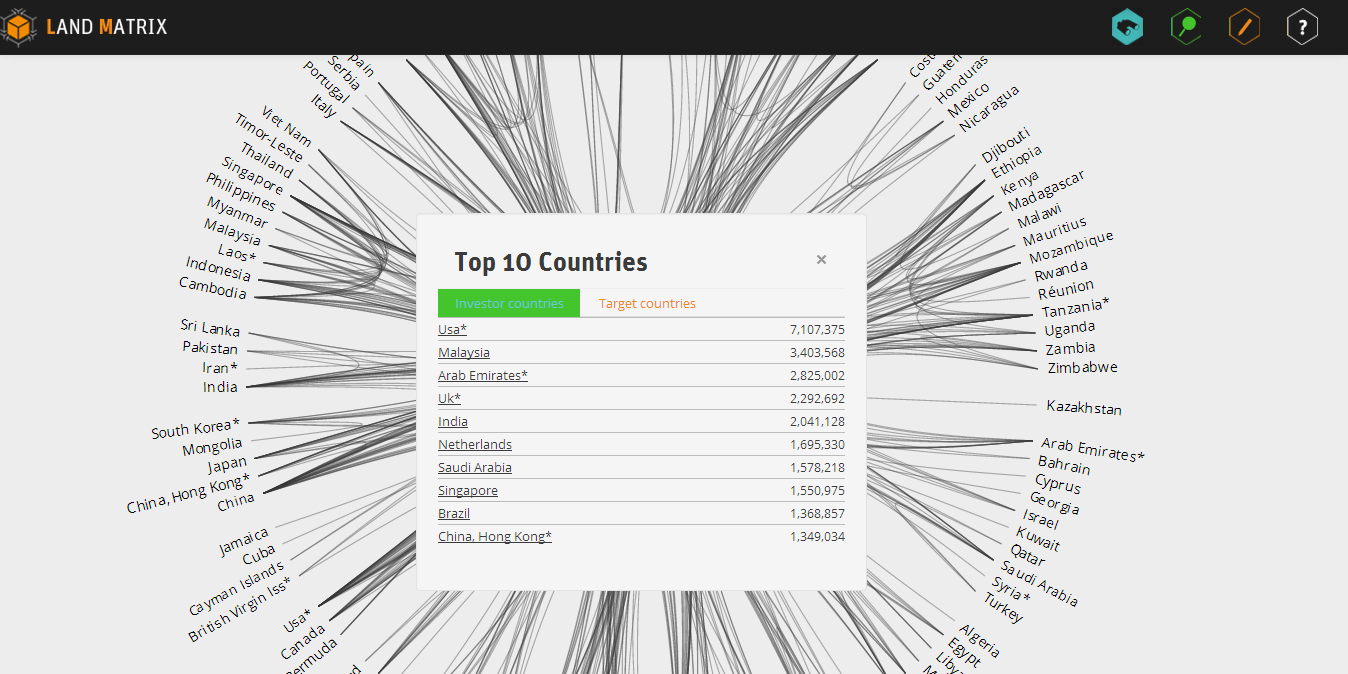 LAND MATRIX
?
Serbia
Portugal
Italy
Viet Nam
Timor-Leste
Thailand
Singapore
Philippines
Myanmar
Malaysia
Laos*
Indonesia
Cambodia
Sri Lanka
Pakistan
Iran*
India
South Korea*
Mongolia
Japan
China, Hong Kong*
China
Jamaica
Cuba
Cayman Islands
British Virgin Iss*
Usa*
Canada
Top 10 Countries
×
Investor countries Target countries
Usa* 7,107,375
Malaysia 3,403,568
Arab Emirates* 2,825,002
Uk* 2,292,692
India 2,041,128
Netherlands 1,695,330
Saudi Arabia 1,578,218
Singapore 1,550,975
Brazil 1,368,857
China, Hong Kong* 1,349,034
Honduras
Mexico
Nicaragua
Djibouti
Ethiopia
Kenya
Madagascar
Malawi
Mauritius
Mozambique
Rwanda
Réunion
Tanzania*
Uganda
Zambia
Zimbabwe
Kazakhstan
Arab Emirates*
Bahrain
Cyprus
Georgia
Israel
Kuwait
Qatar
Saudi Arabia
Syria*
Turkey
Algeria
Egypt